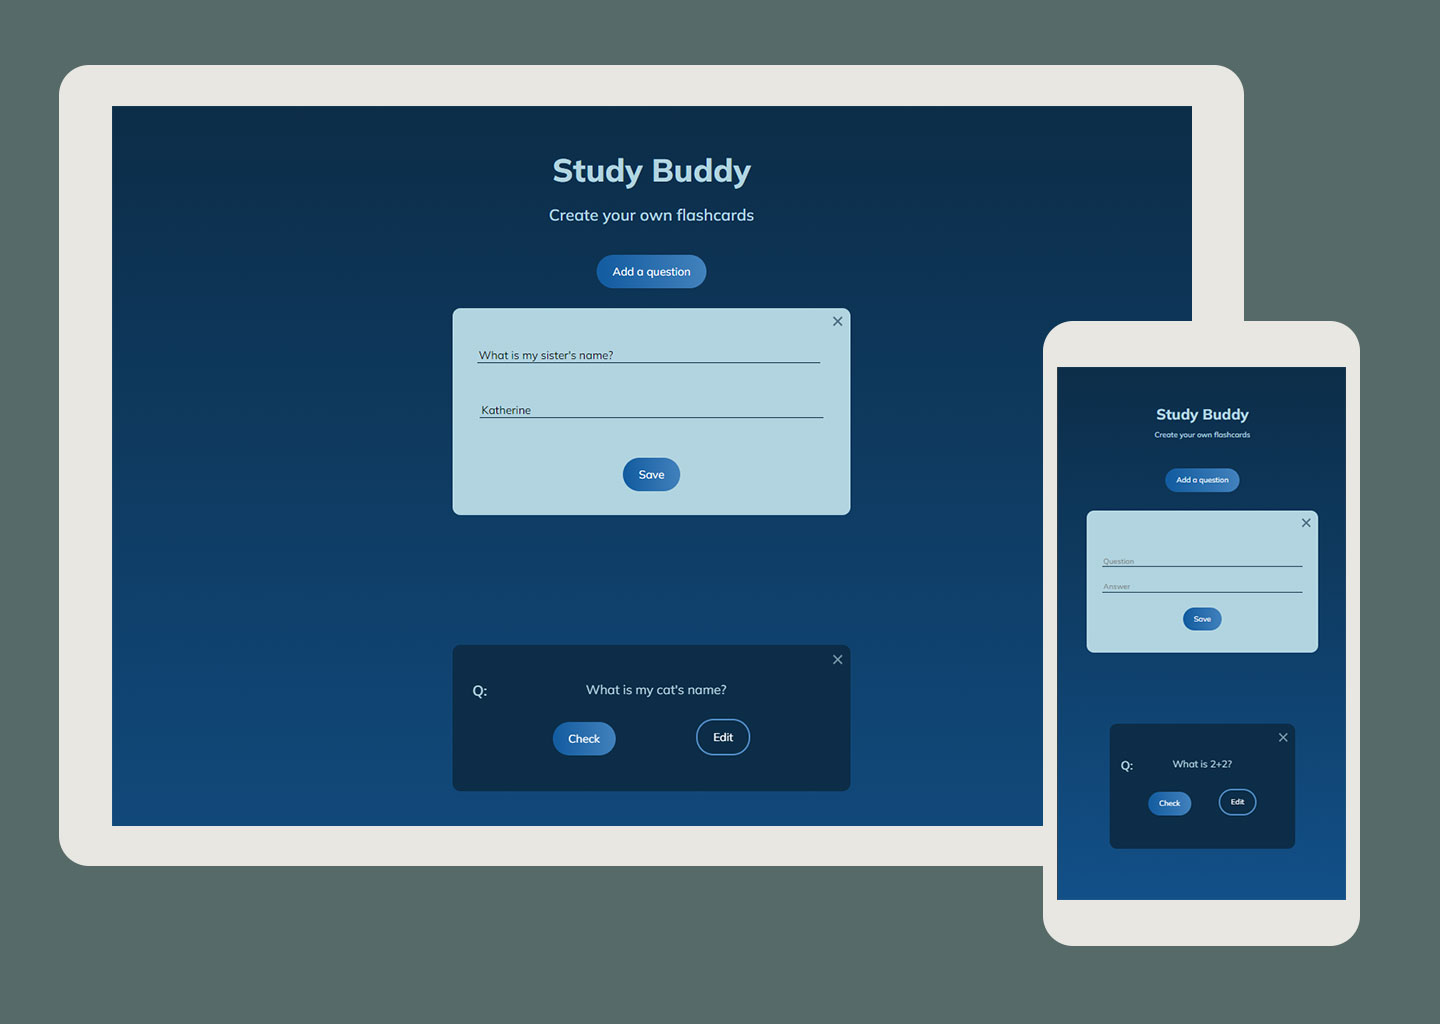 Study Buddy
Create your own flashcards
Add a question
What is my sister's name?
Katherine
Save
Q: What is my cat's name?
Check Edit
Study Buddy
Create your own flashcards
Add a question
Question
Answer
Save
Q: What is 2+2?
Check Edit